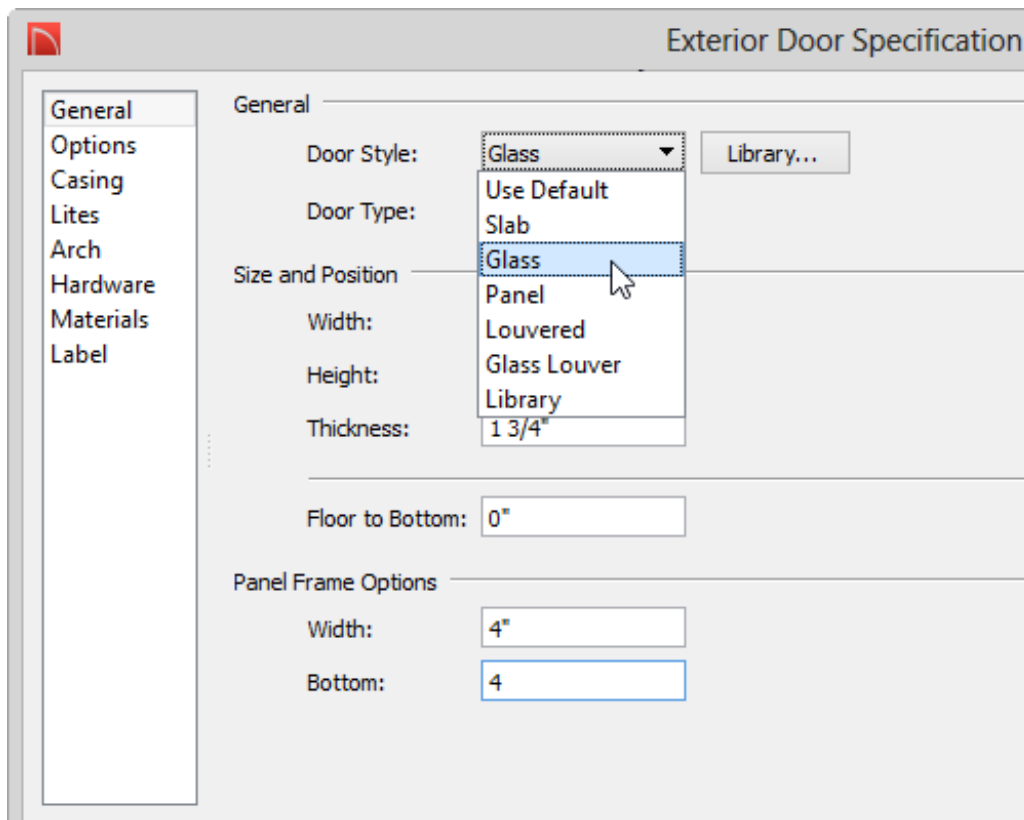 Exterior Door Specification
General
Options
Casing
Lites
Arch
Hardware
Materials
Label
General
Door Style:
Glass
Library...
Use Default
Slab
Glass
Panel
Louvered
Glass Louver
Library
Door Type:
Size and Position
Width:
Height:
Thickness:
1 3/4"
Floor to Bottom:
0"
Panel Frame Options
Width:
4"
Bottom:
4